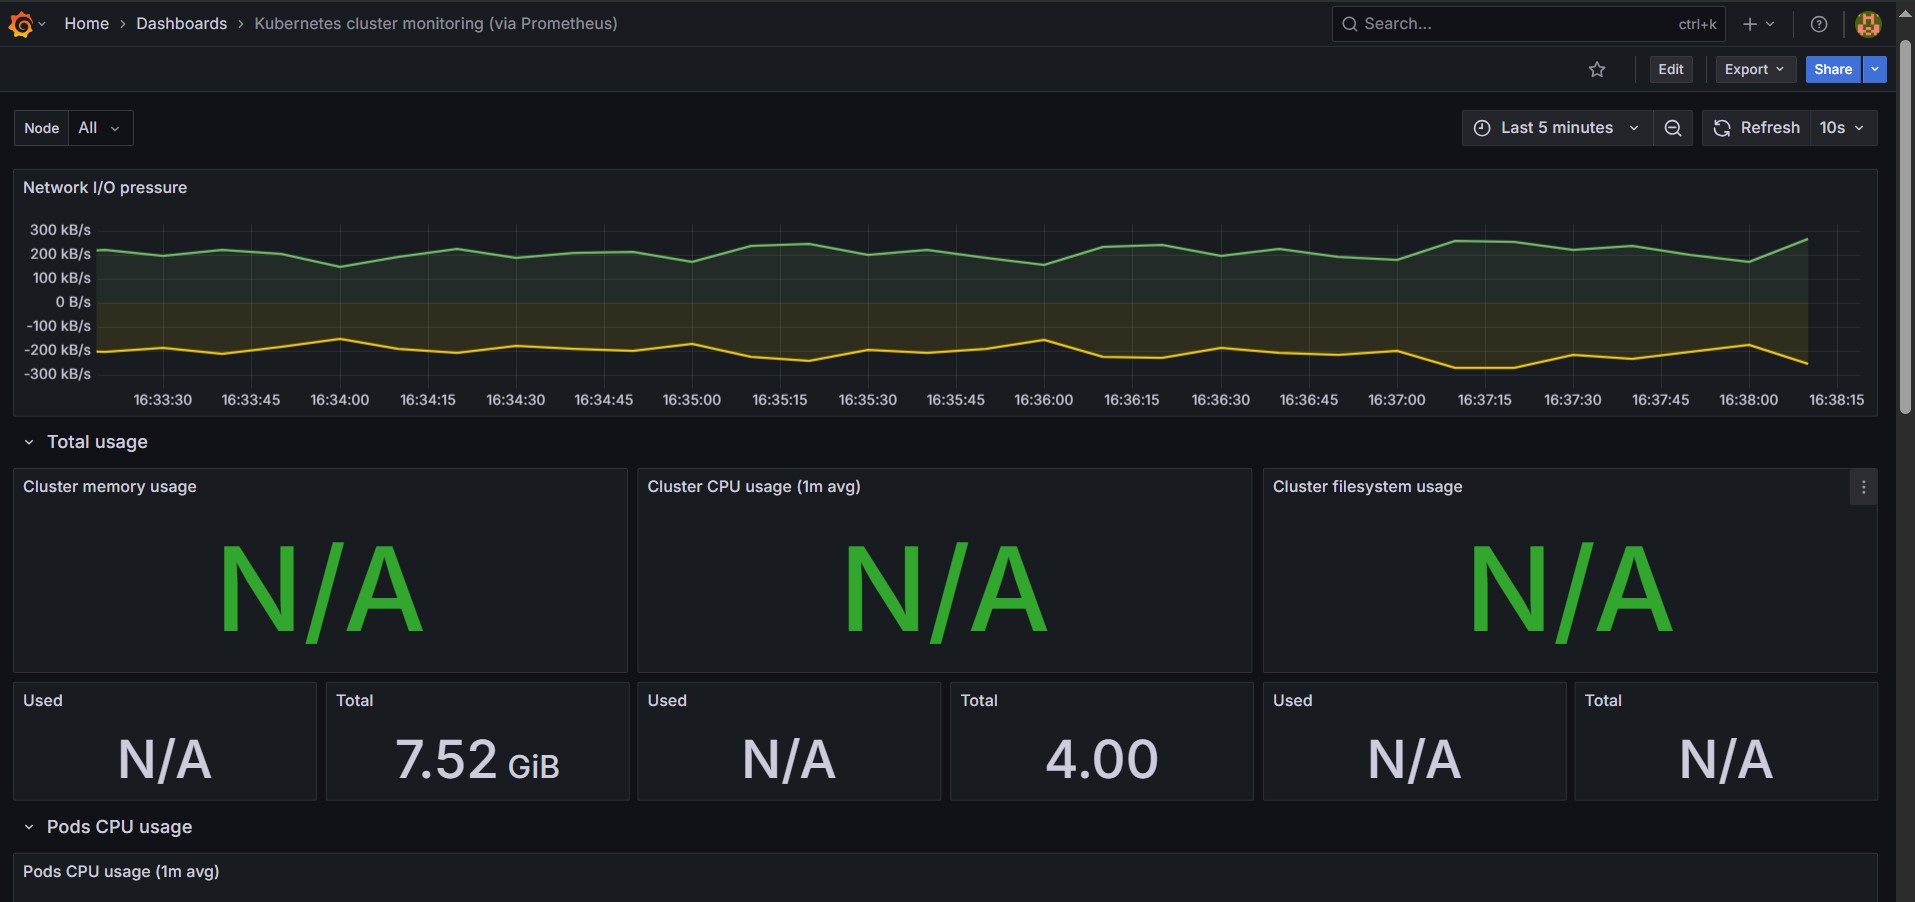 Home › Dashboards › Kubernetes cluster monitoring (via Prometheus)
Search... ctrl+k
Edit Export Share
Node All
Last 5 minutes Refresh 10s
Network I/O pressure
300 kB/s
200 kB/s
100 kB/s
0 B/s
-100 kB/s
-200 kB/s
-300 kB/s
16:33:30 16:33:45 16:34:00 16:34:15 16:34:30 16:34:45 16:35:00 16:35:15 16:35:30 16:35:45 16:36:00 16:36:15 16:36:30 16:36:45 16:37:00 16:37:15 16:37:30 16:37:45 16:38:00 16:38:15
Total usage
Cluster memory usage
N/A
Cluster CPU usage (1m avg)
N/A
Cluster filesystem usage
N/A
Used
N/A
Total
7.52 GiB
Used
N/A
Total
4.00
Used
N/A
Total
N/A
Pods CPU usage
Pods CPU usage (1m avg)